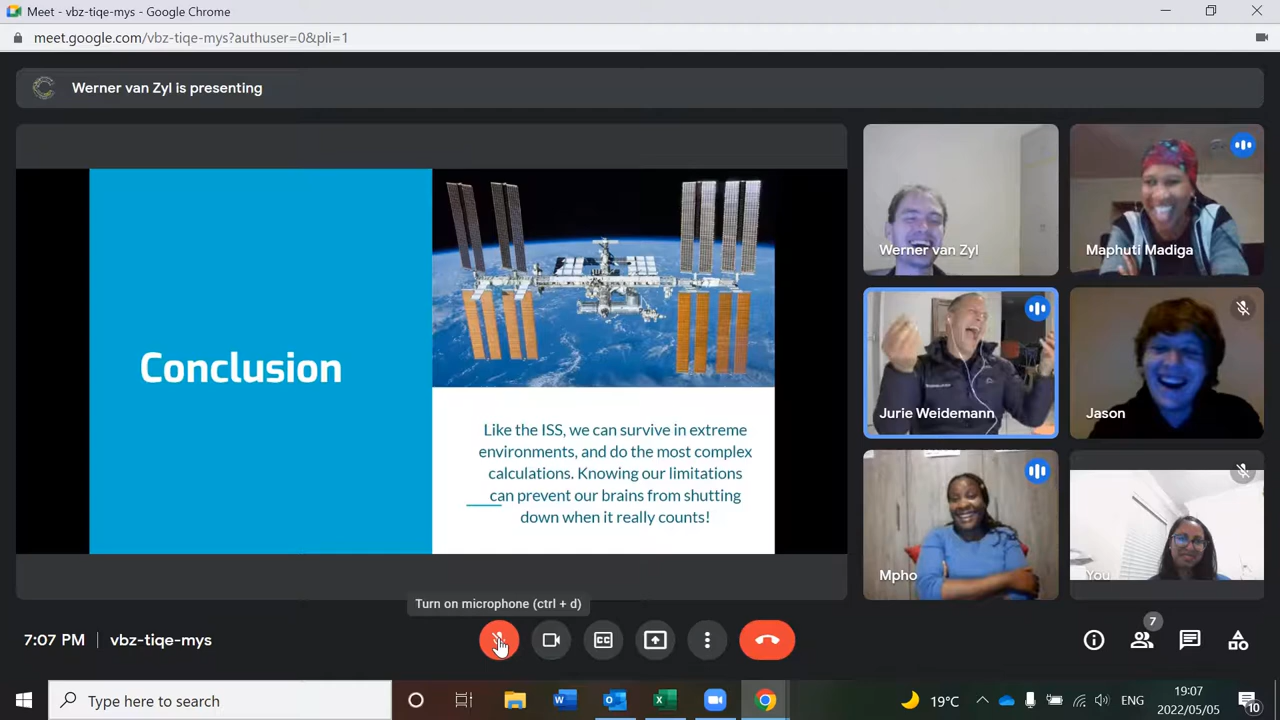 Meet - vbz-tiqe-mys - Google Chrome
meet.google.com/vbz-tiqe-mys?authuser=0&pli=1
Werner van Zyl is presenting
Conclusion
Like the ISS, we can survive in extreme
environments, and do the most complex
calculations. Knowing our limitations
can prevent our brains from shutting
down when it really counts!
Werner van Zyl
Maphuti Madiga
Jurie Weidemann
Jason
Mpho
You
Turn on microphone (ctrl + d)
7:07 PM | vbz-tiqe-mys
CC
7
Type here to search
19°C
ENG
19:07
2022/05/05
10